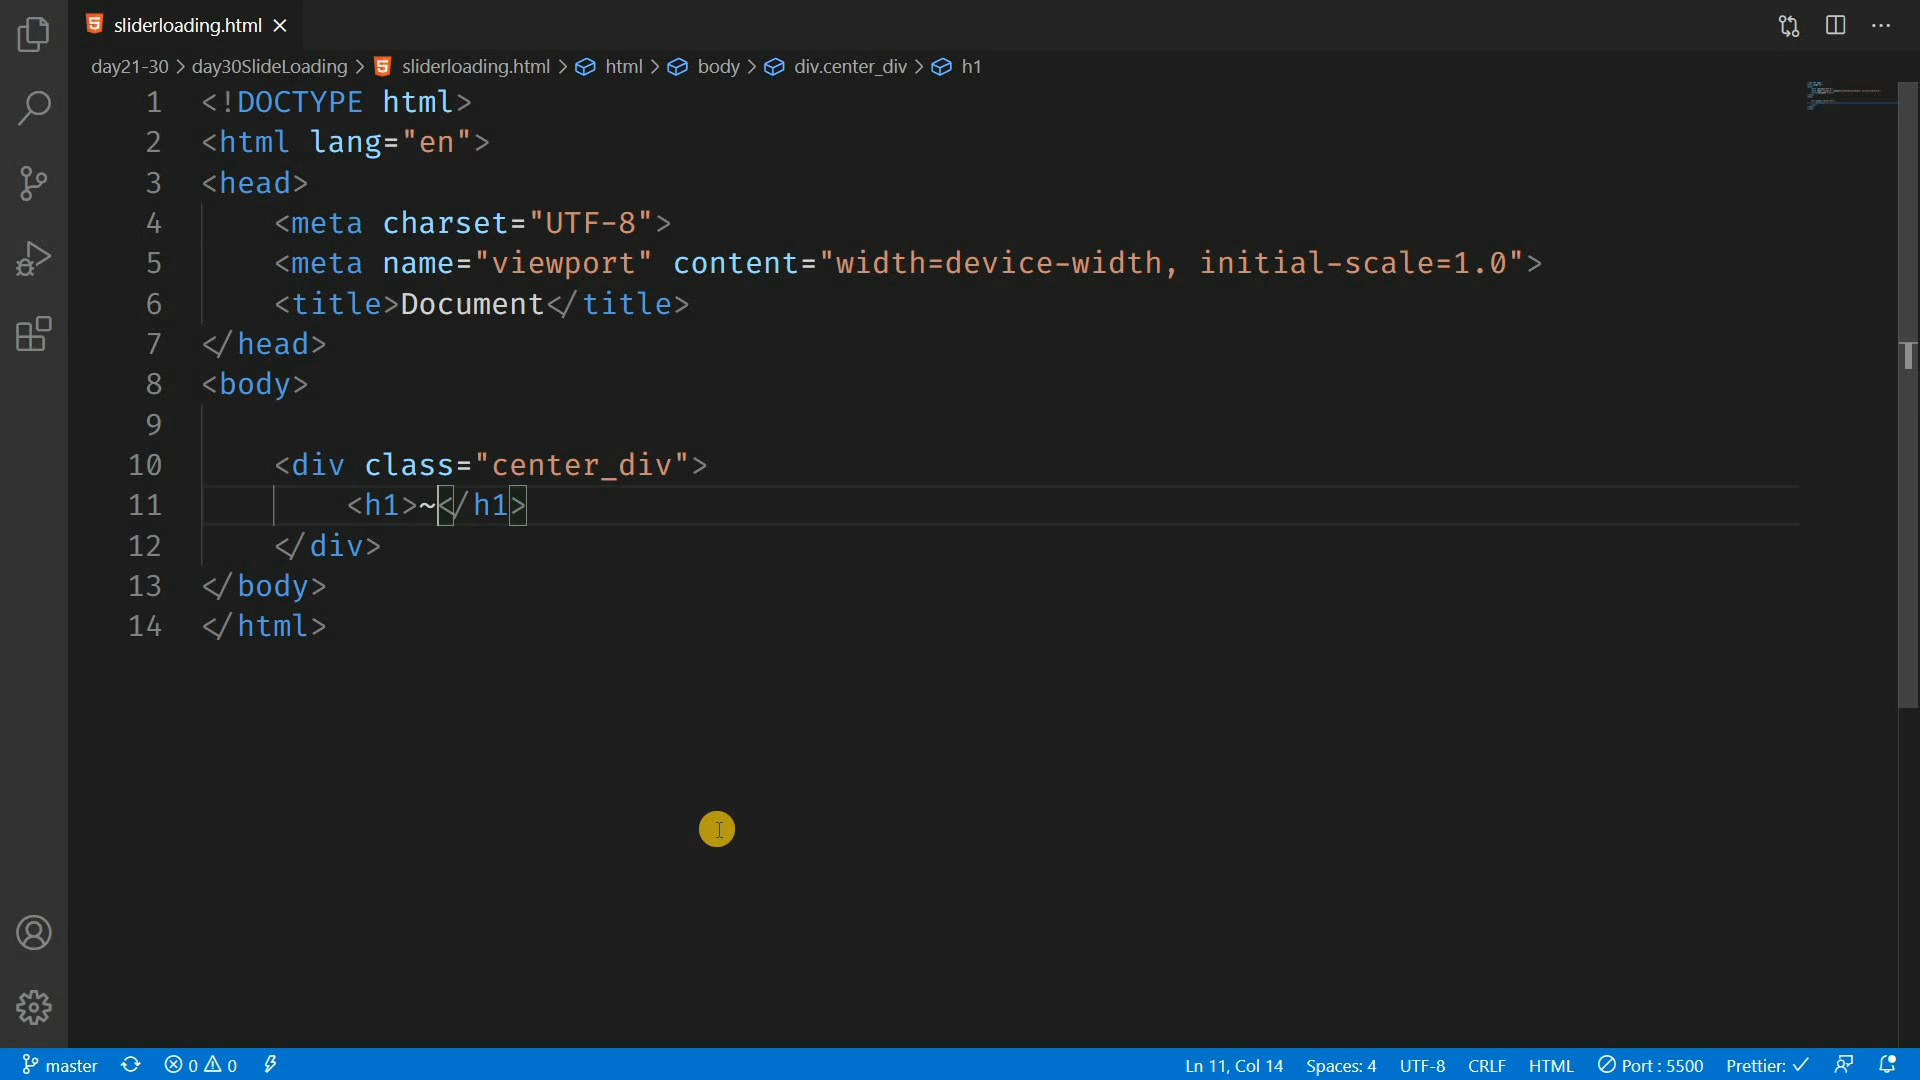 sliderloading.html
day21-30 > day30SlideLoading > sliderloading.html > html > body > div.center_div > h1
1 <!DOCTYPE html>
2 <html lang="en">
3 <head>
4 <meta charset="UTF-8">
5 <meta name="viewport" content="width=device-width, initial-scale=1.0">
6 <title>Document</title>
7 </head>
8 <body>
9
10 <div class="center_div">
11 <h1>~</h1>
12 </div>
13 </body>
14 </html>
master 0 0 Ln 11, Col 14 Spaces: 4 UTF-8 CRLF HTML Port : 5500 Prettier: ✓